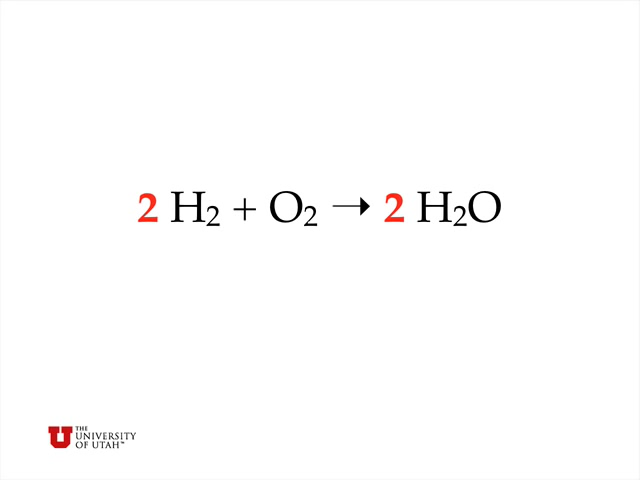 2 H₂ + O₂ → 2 H₂O
THE
UNIVERSITY
OF UTAH™